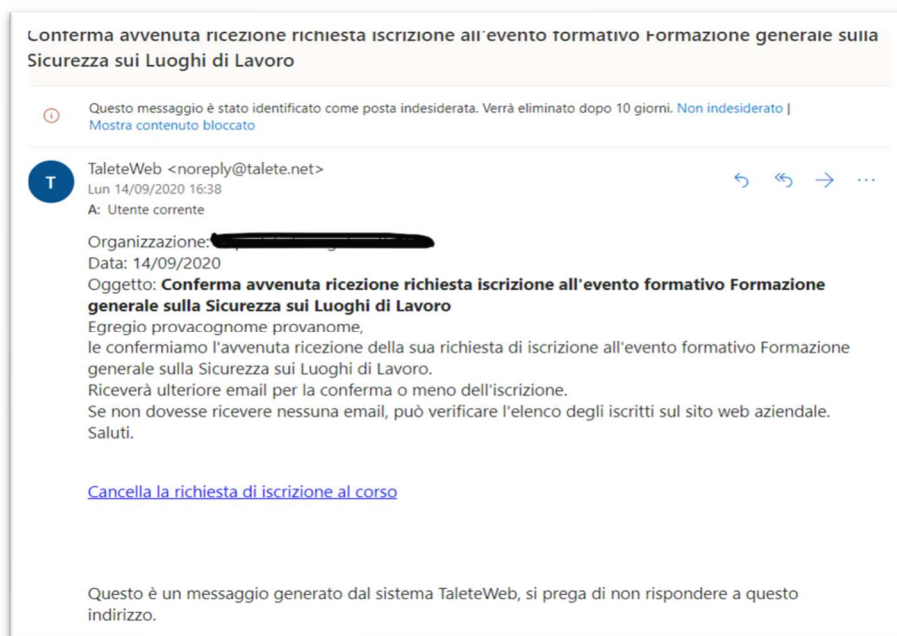 Conferma avvenuta ricezione richiesta iscrizione all'evento formativo Formazione generale sulla
Sicurezza sui Luoghi di Lavoro
Questo messaggio è stato identificato come posta indesiderata. Verrà eliminato dopo 10 giorni. Non indesiderato |
Mostra contenuto bloccato
T
TaleteWeb <noreply@talete.net>
Lun 14/09/2020 16:38
A: Utente corrente
Organizzazione:
Data: 14/09/2020
Oggetto: Conferma avvenuta ricezione richiesta iscrizione all'evento formativo Formazione
generale sulla Sicurezza sui Luoghi di Lavoro
Egregio provacognome provanome,
le confermiamo l'avvenuta ricezione della sua richiesta di iscrizione all'evento formativo Formazione
generale sulla Sicurezza sui Luoghi di Lavoro.
Riceverà ulteriore email per la conferma o meno dell'iscrizione.
Se non dovesse ricevere nessuna email, può verificare l'elenco degli iscritti sul sito web aziendale.
Saluti.
Cancella la richiesta di iscrizione al corso
Questo è un messaggio generato dal sistema TaleteWeb, si prega di non rispondere a questo
indirizzo.